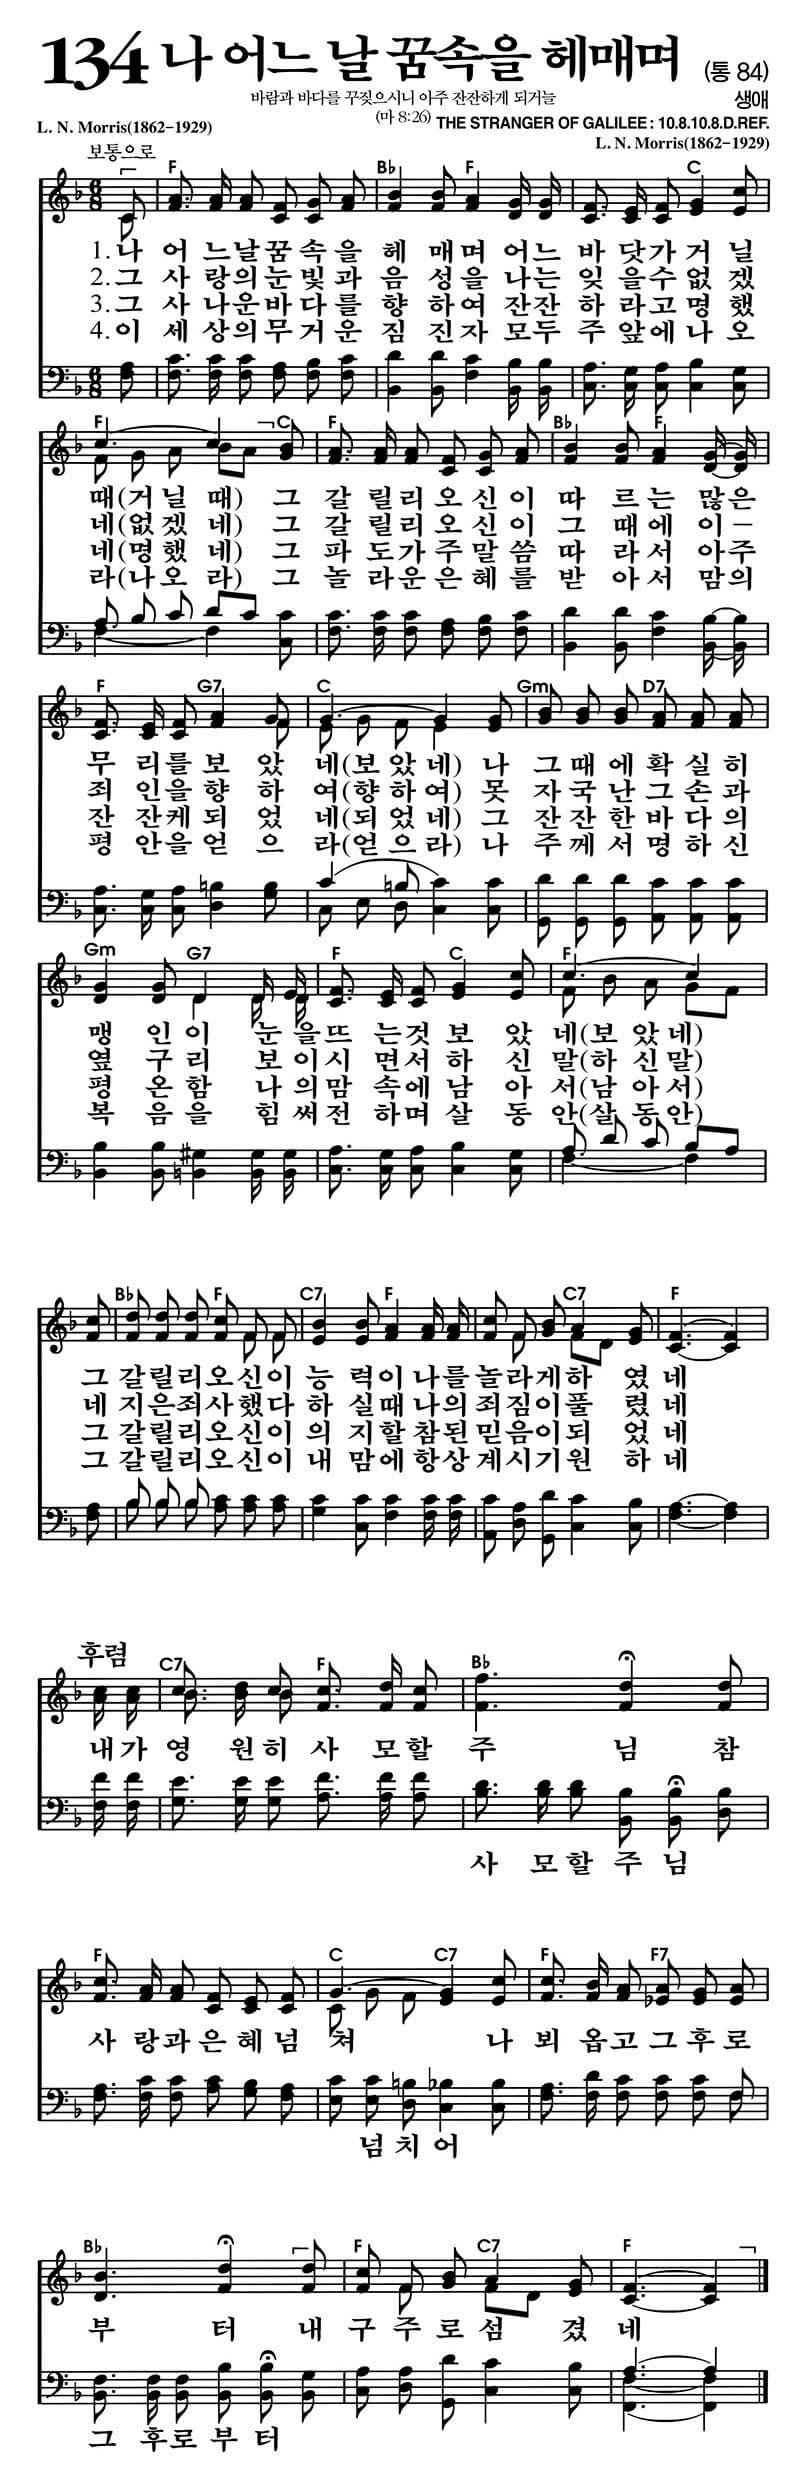 134 나 어느 날 꿈속을 헤매며 (통 84)
바람과 바다를 꾸짖으시니 아주 잔잔하게 되거늘 생애
(마 8:26)
L. N. Morris(1862-1929) THE STRANGER OF GALILEE : 10.8.10.8.D.REF.
L. N. Morris(1862-1929)
보통으로
F Bb F C
1. 나 어 느 날 꿈 속 을 헤 매 며 어느 바 닷가 거 닐
2. 그 사 랑의 눈 빛 과 음 성 을 나는 잊 을수 없 겠
3. 그 사 나운 바 다 를 향 하 여 잔잔 하 라고 명 했
4. 이 세 상의 무 거 운 짐 진 자 모두 주 앞에 나 오
F C F Bb F
때(거 닐 때) 그 갈 릴리 오 신 이 따 르 는 많은
네(없 겠 네) 그 갈 릴리 오 신 이 그 때 에 이-
네(명 했 네) 그 파 도가 주 말 씀 따 라 서 아주
라(나 오 라) 그 놀 라운 은 혜 를 받 아 서 맘의
F G7 C Gm D7
무 리를 보 았 네(보 았 네) 나 그 때 에 확 실 히
죄 인을 향 하 여(향 하 여) 못 자 국 난 그 손 과
잔 잔케 되 었 네(되 었 네) 그 잔 잔 한 바 다 의
평 안을 얻 으 라(얻 으 라) 나 주 께 서 명 하 신
Gm G7 F C F
맹 인 이 눈 을 뜨 는것 보 았 네(보 았 네)
옆 구 리 보 이 시 면서 하 신 말(하 신 말)
평 온 함 나 의 맘 속에 남 아 서(남 아 서)
복 음 을 힘 써 전 하며 살 동 안(살 동 안)
Bb F C7 F C7 F
그 갈 릴 리 오 신 이 능 력 이 나 를 놀 라 게 하 였 네
네 지 은 죄 사 했 다 하 실 때 나 의 죄 짐 이 풀 렸 네
그 갈 릴 리 오 신 이 의 지 할 참 된 믿 음 이 되 었 네
그 갈 릴 리 오 신 이 내 맘 에 항 상 계 시 기 원 하 네
후렴
C7 F Bb
내 가 영 원 히 사 모 할 주 님 참
사 모 할 주 님
F C C7 F F7
사 랑 과 은 혜 넘 쳐 나 뵈 옵 고 그 후 로
넘 치 어
Bb F C7 F
부 터 내 구 주 로 섬 겼 네
그 후 로 부 터